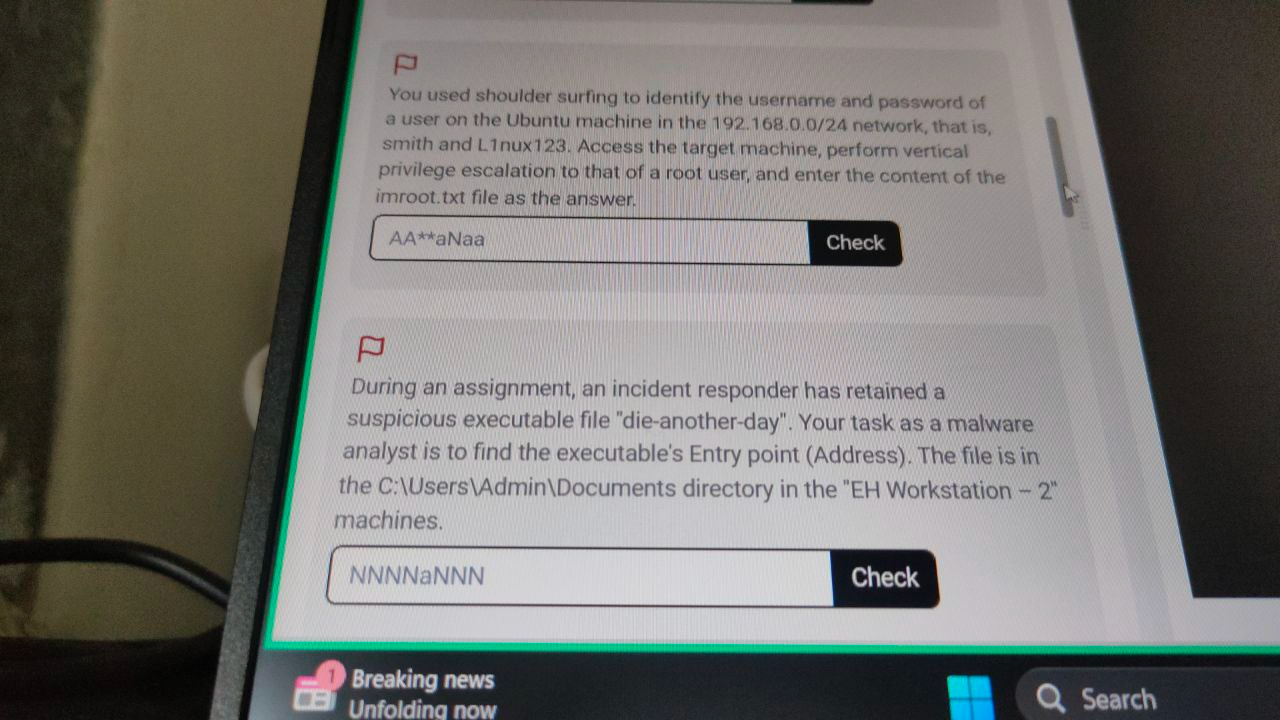 You used shoulder surfing to identify the username and password of
a user on the Ubuntu machine in the 192.168.0.0/24 network, that is,
smith and L1nux123. Access the target machine, perform vertical
privilege escalation to that of a root user, and enter the content of the
imroot.txt file as the answer.
AA**aNaa
Check
During an assignment, an incident responder has retained a
suspicious executable file "die-another-day". Your task as a malware
analyst is to find the executable's Entry point (Address). The file is in
the C:\Users\Admin\Documents directory in the "EH Workstation – 2"
machines.
NNNNaNNN
Check
1
Breaking news
Unfolding now
Search